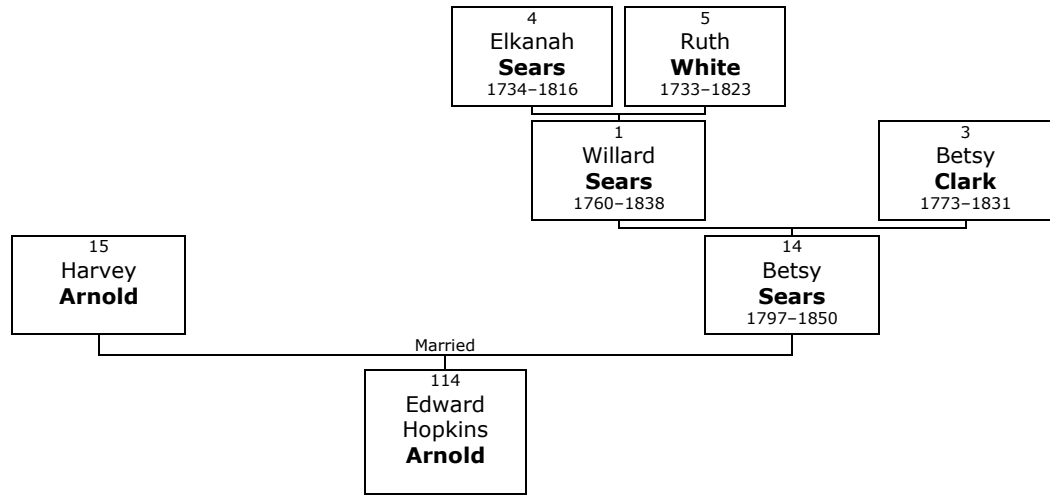 4
Elkanah
Sears
1734–1816
5
Ruth
White
1733–1823
1
Willard
Sears
1760–1838
3
Betsy
Clark
1773–1831
15
Harvey
Arnold
14
Betsy
Sears
1797–1850
Married
114
Edward
Hopkins
Arnold